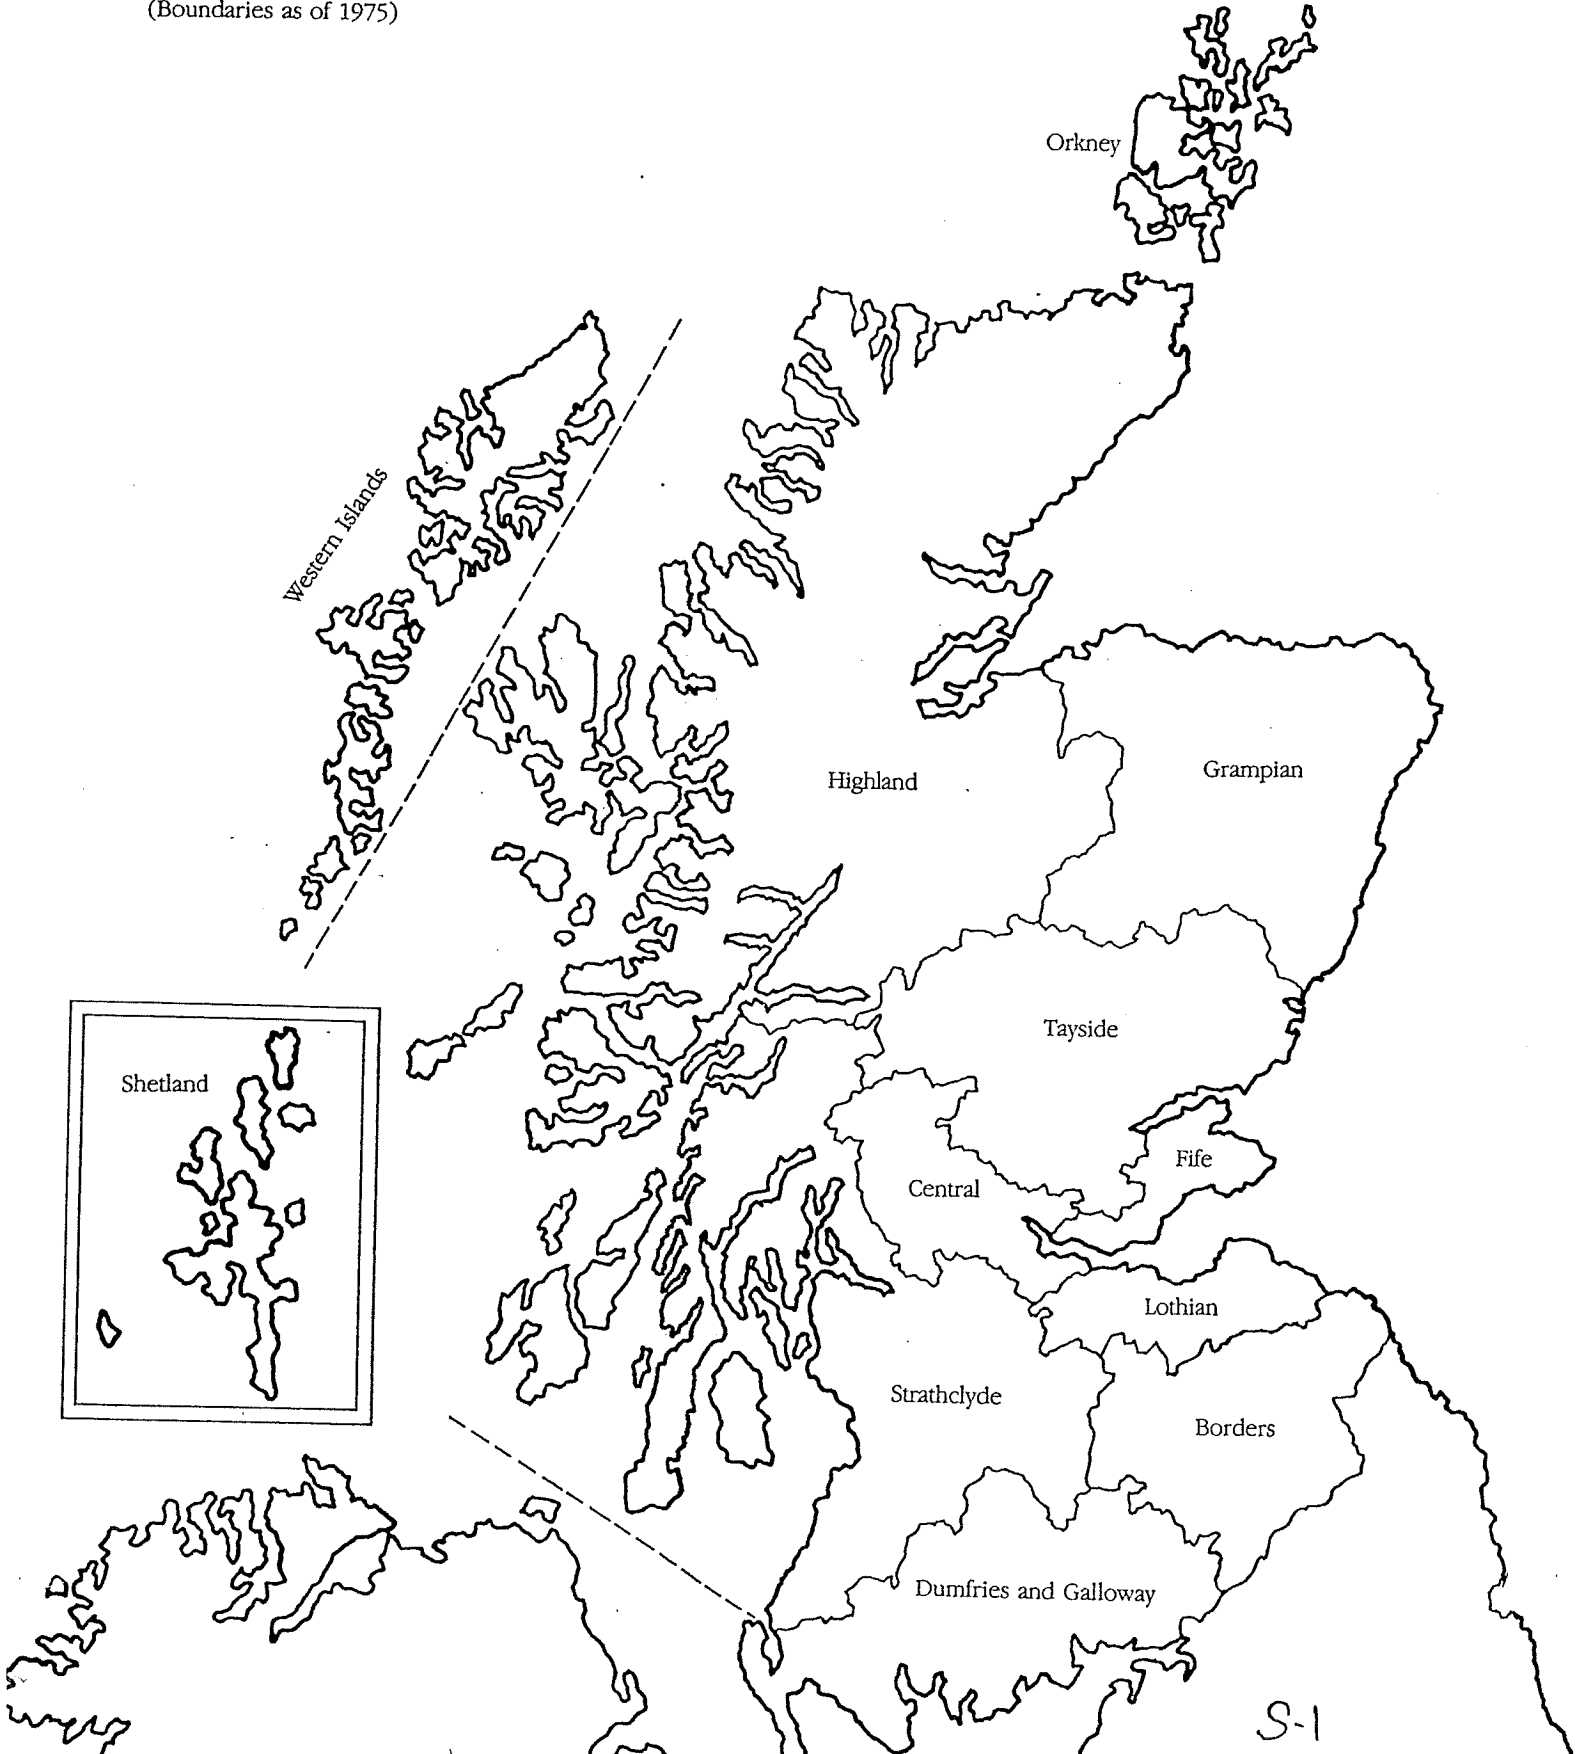 (Boundaries as of 1975)
Orkney
Western Islands
Highland
Grampian
Tayside
Shetland
Fife
Central
Lothian
Strathclyde
Borders
Dumfries and Galloway
S-1